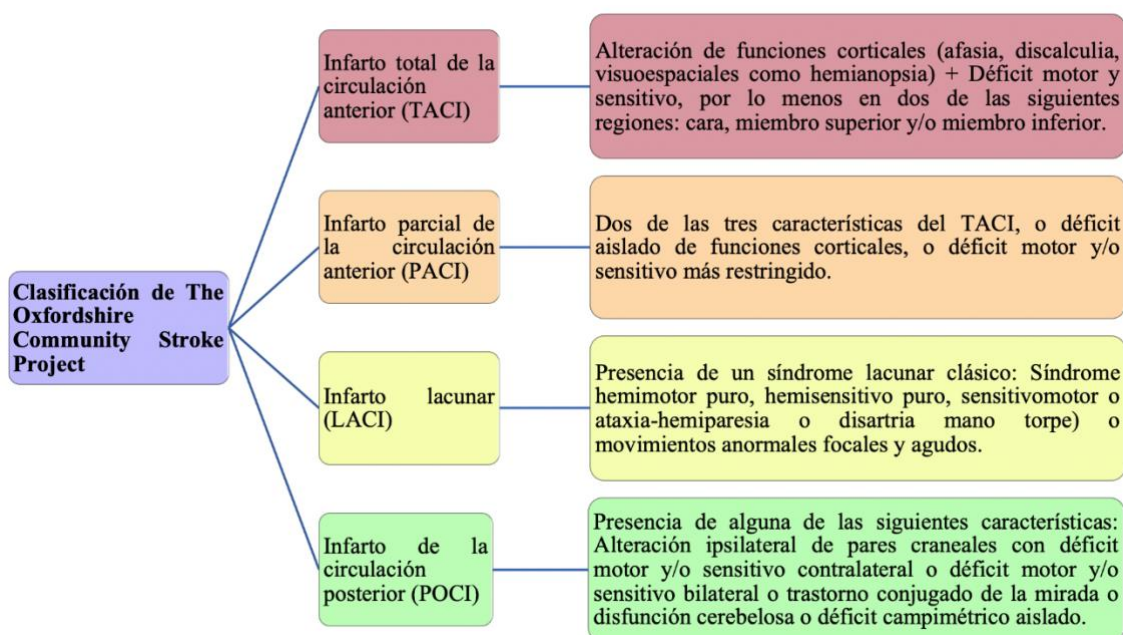 Clasificación de The
Oxfordshire
Community Stroke
Project
Infarto total de la
circulación
anterior (TACI)
Alteración de funciones corticales (afasia, discalculia,
visuoespaciales como hemianopsia) + Déficit motor y
sensitivo, por lo menos en dos de las siguientes
regiones: cara, miembro superior y/o miembro inferior.
Infarto parcial de
la circulación
anterior (PACI)
Dos de las tres características del TACI, o déficit
aislado de funciones corticales, o déficit motor y/o
sensitivo más restringido.
Infarto lacunar
(LACI)
Presencia de un síndrome lacunar clásico: Síndrome
hemimotor puro, hemisensitivo puro, sensitivomotor o
ataxia-hemiparesia o disartria mano torpe) o
movimientos anormales focales y agudos.
Infarto de la
circulación
posterior (POCI)
Presencia de alguna de las siguientes características:
Alteración ipsilateral de pares craneales con déficit
motor y/o sensitivo contralateral o déficit motor y/o
sensitivo bilateral o trastorno conjugado de la mirada o
disfunción cerebelosa o déficit campimétrico aislado.